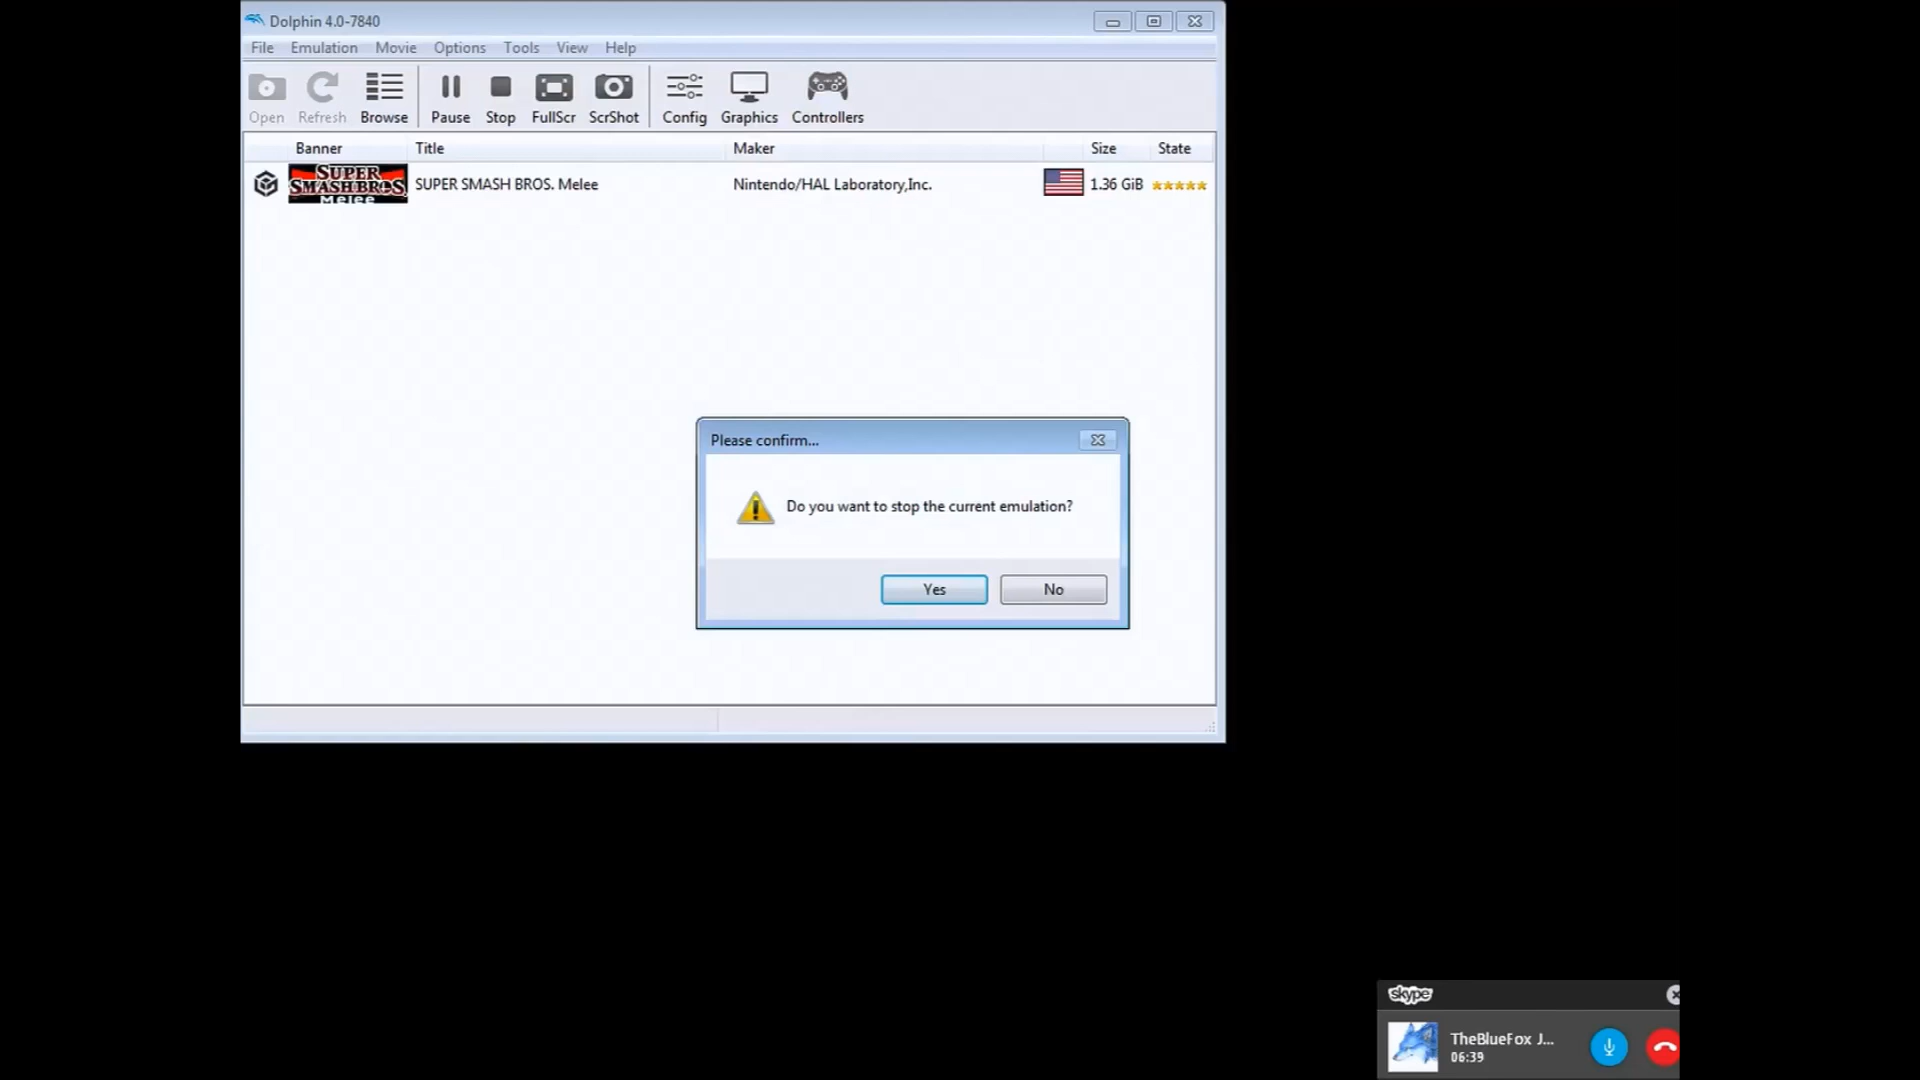 Dolphin 4.0-7840
File Emulation Movie Options Tools View Help
Open Refresh Browse Pause Stop FullScr ScrShot Config Graphics Controllers
Banner Title Maker Size State
SUPER SMASH BROS Melee SUPER SMASH BROS. Melee Nintendo/HAL Laboratory,Inc. 1.36 GiB
Please confirm...
Do you want to stop the current emulation?
Yes No
skype
TheBlueFox J...
06:39